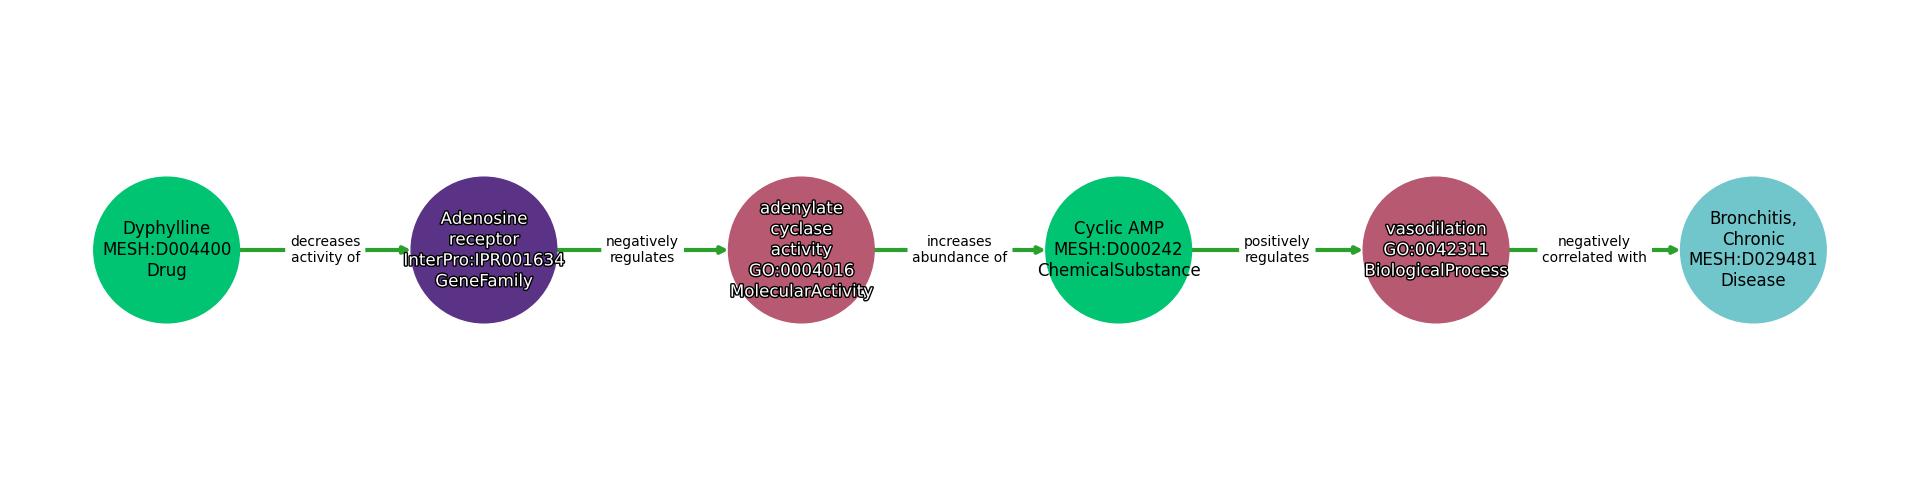 Dyphylline
MESH:D004400
Drug
decreases
activity of
Adenosine
receptor
InterPro:IPR001634
GeneFamily
negatively
regulates
adenylate
cyclase
activity
GO:0004016
MolecularActivity
increases
abundance of
Cyclic AMP
MESH:D000242
ChemicalSubstance
positively
regulates
vasodilation
GO:0042311
BiologicalProcess
negatively
correlated with
Bronchitis,
Chronic
MESH:D029481
Disease